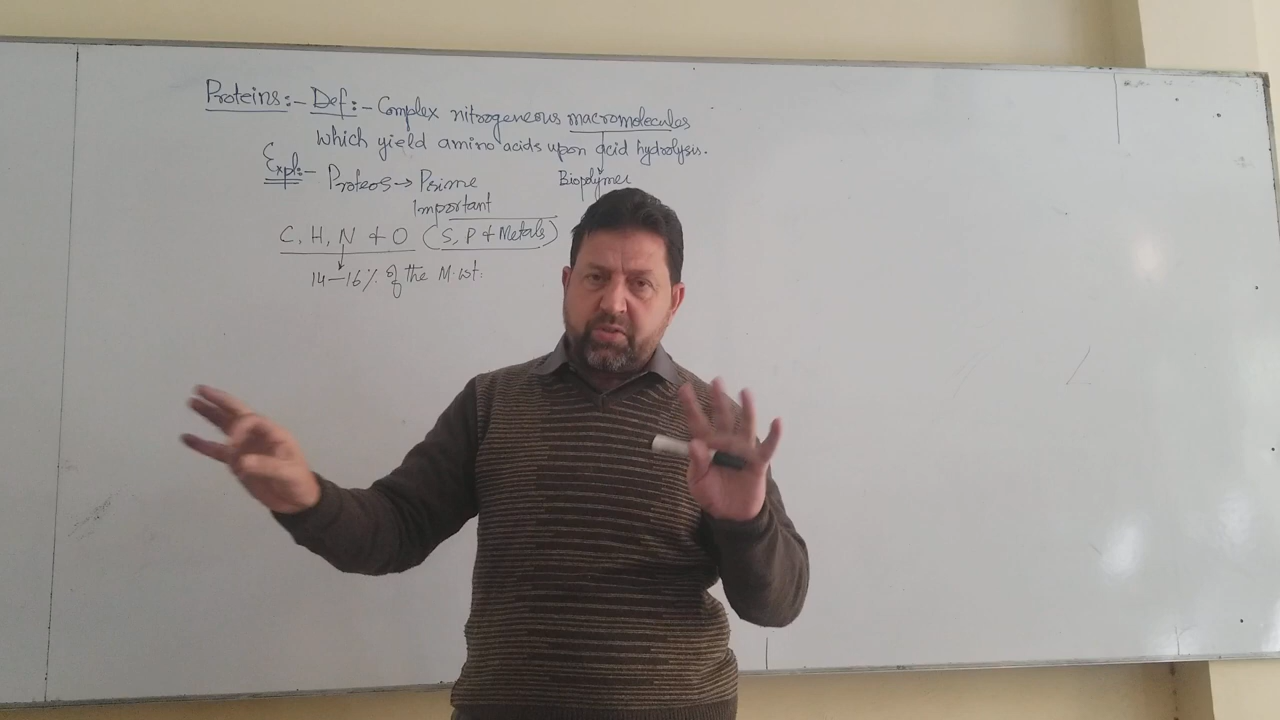 Proteins:- Def:- Complex nitrogeneous macromolecules
which yield amino acids upon acid hydrolysis.
Expl:- Proteos → Prime Biopolymer
Important
C, H, N & O (S, P & Metals)
14-16% of the M.wt.